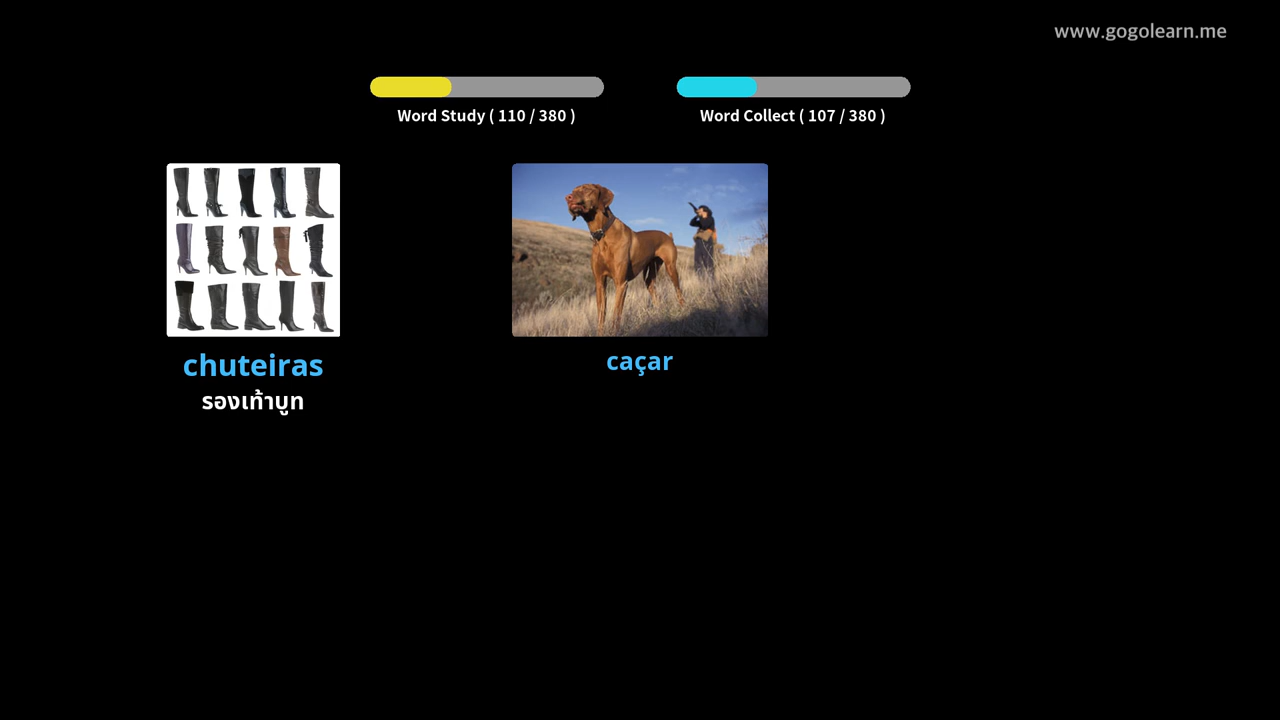 www.gogolearn.me
Word Study ( 110 / 380 )
Word Collect ( 107 / 380 )
chuteiras
รองเท้าบูท
caçar